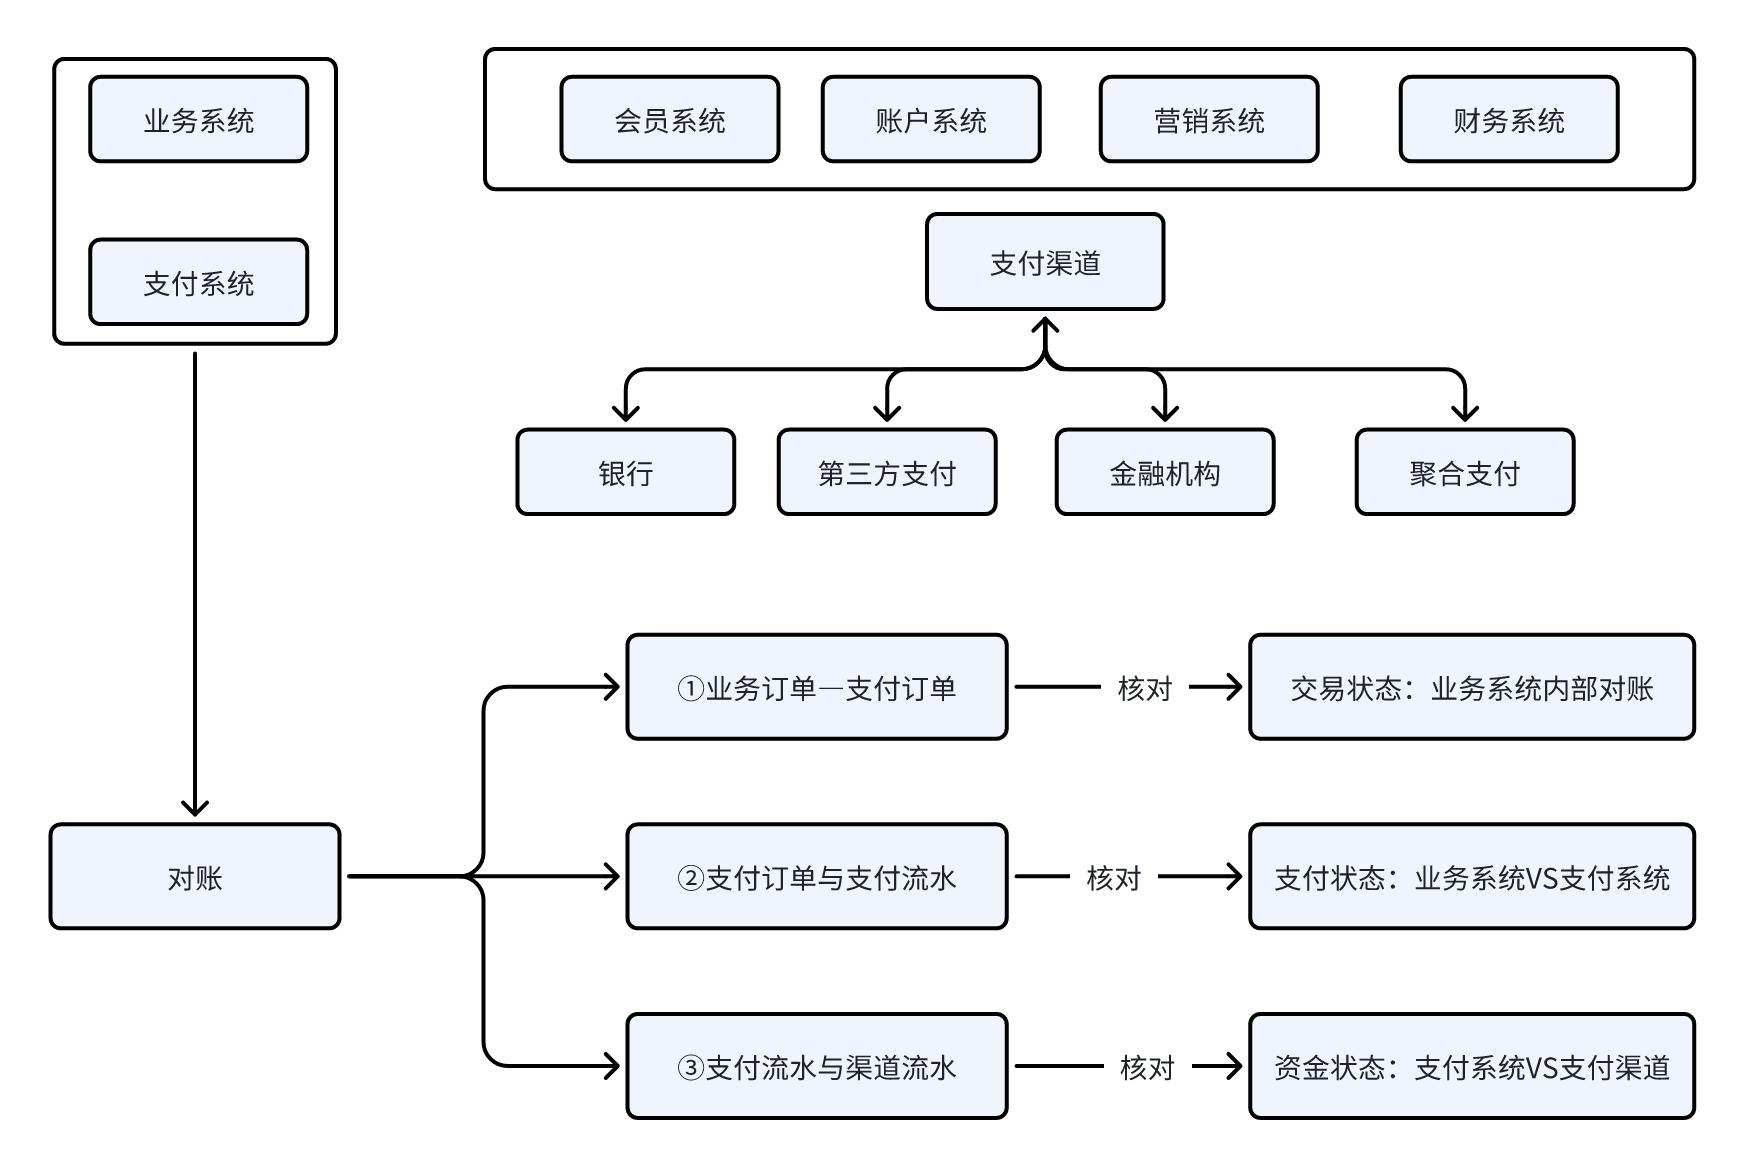 业务系统
支付系统
会员系统
账户系统
营销系统
财务系统
支付渠道
银行
第三方支付
金融机构
聚合支付
对账
①业务订单—支付订单
核对
交易状态：业务系统内部对账
②支付订单与支付流水
核对
支付状态：业务系统VS支付系统
③支付流水与渠道流水
核对
资金状态：支付系统VS支付渠道